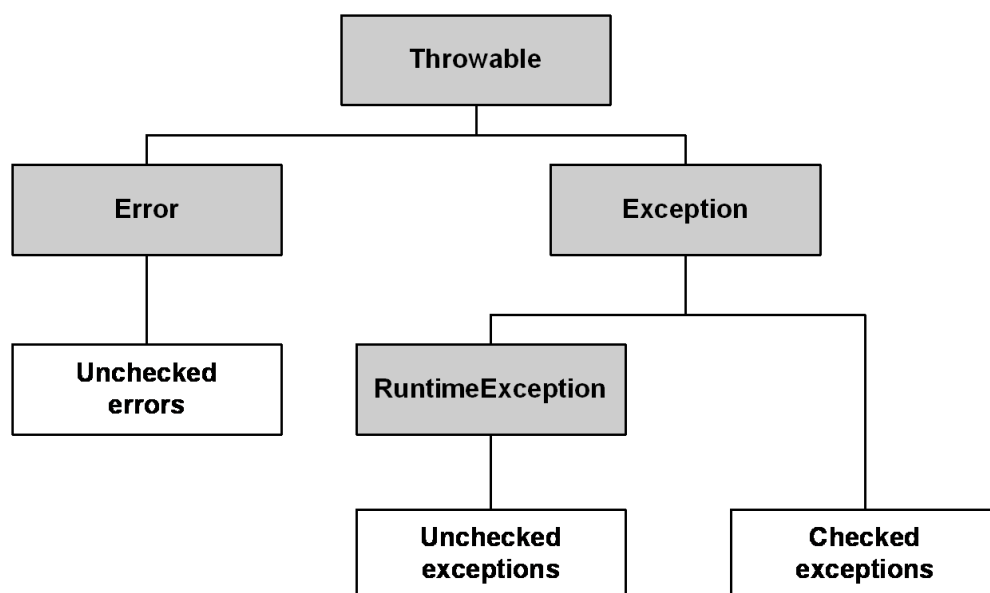 Throwable
Error
Exception
Unchecked
errors
RuntimeException
Unchecked
exceptions
Checked
exceptions